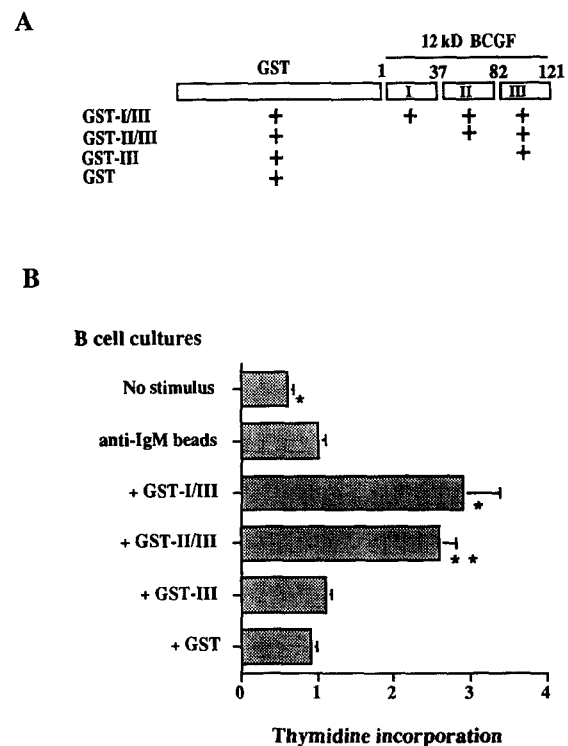 A
12 kD BCGF
GST 1 37 82 121
I II III
GST-I/III + + + +
GST-II/III + + +
GST-III + +
GST +
B
B cell cultures
No stimulus *
anti-IgM beads
+ GST-I/III *
+ GST-II/III * *
+ GST-III
+ GST
0 1 2 3 4
Thymidine incorporation